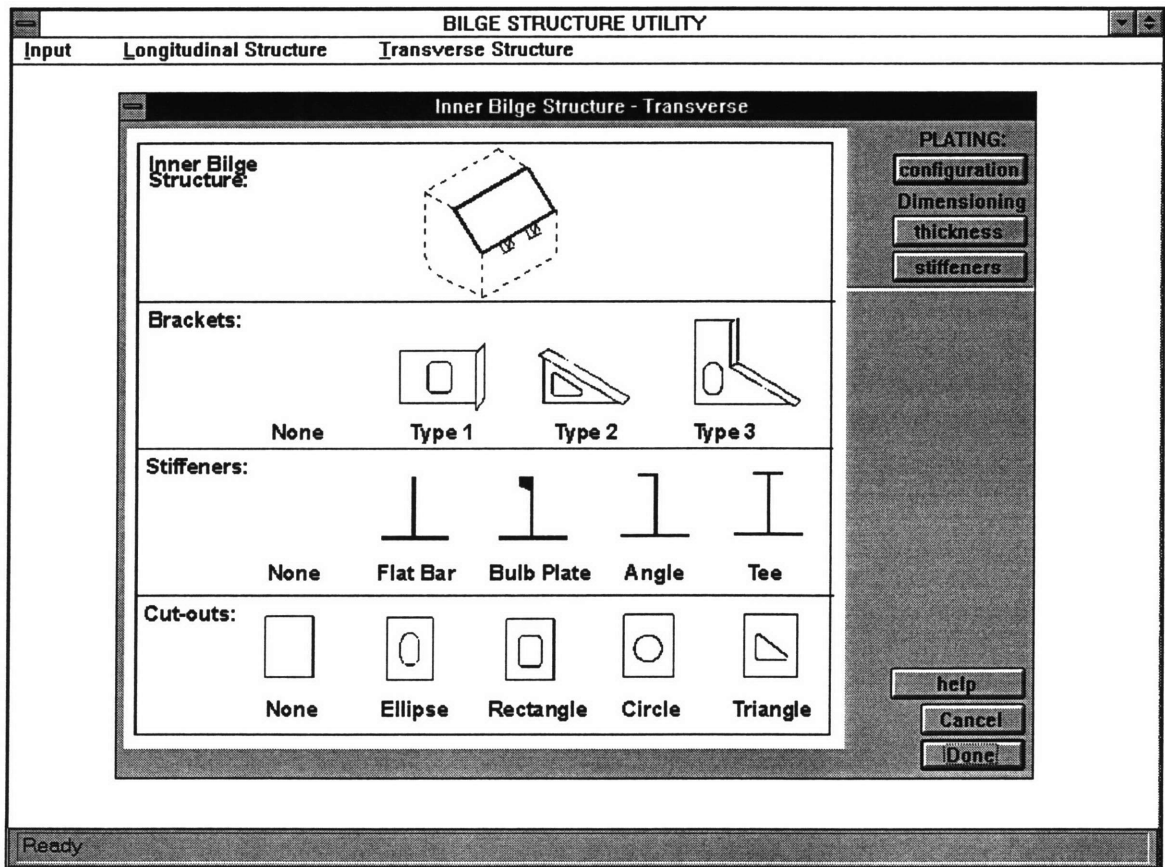 BILGE STRUCTURE UTILITY
Input Longitudinal Structure Transverse Structure
Inner Bilge Structure - Transverse
Inner Bilge
Structure:
PLATING:
configuration
Dimensioning
thickness
stiffeners
Brackets:
None Type 1 Type 2 Type 3
Stiffeners:
None Flat Bar Bulb Plate Angle Tee
Cut-outs:
None Ellipse Rectangle Circle Triangle
help
Cancel
Done
Ready